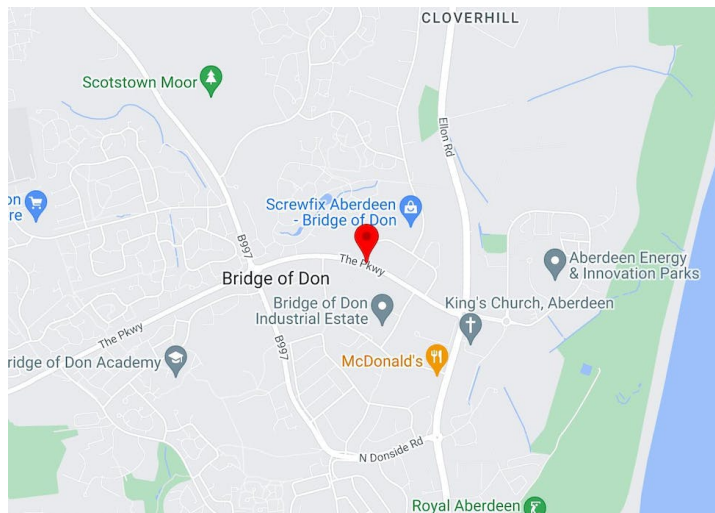 CLOVERHILL
Scotstown Moor
Ellon Rd
on
re
Screwfix Aberdeen
- Bridge of Don
B997
The Pkwy
Bridge of Don
Aberdeen Energy
& Innovation Parks
Bridge of Don
Industrial Estate
King's Church, Aberdeen
The Pkwy
B997
ridge of Don Academy
McDonald's
N Donside Rd
Royal Aberdeen